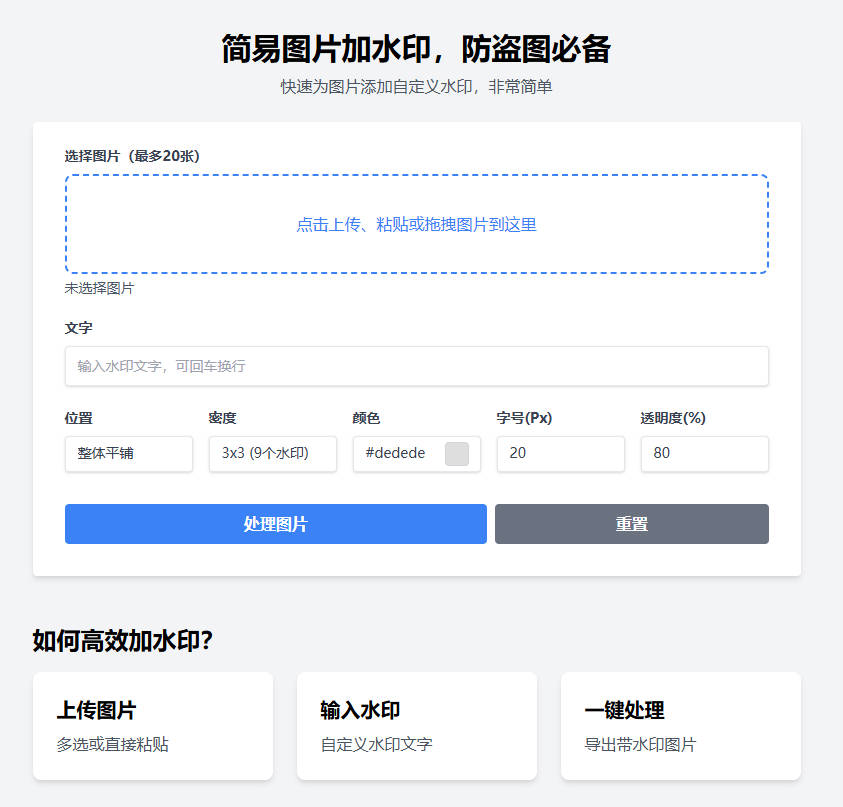 简易图片加水印，防盗图必备
快速为图片添加自定义水印，非常简单
选择图片（最多20张）
点击上传、粘贴或拖拽图片到这里
未选择图片
文字
输入水印文字，可回车换行
位置 密度 颜色 字号(Px) 透明度(%)
整体平铺 3x3 (9个水印) #dedede 20 80
处理图片 重置
如何高效加水印？
上传图片 输入水印 一键处理
多选或直接粘贴 自定义水印文字 导出带水印图片